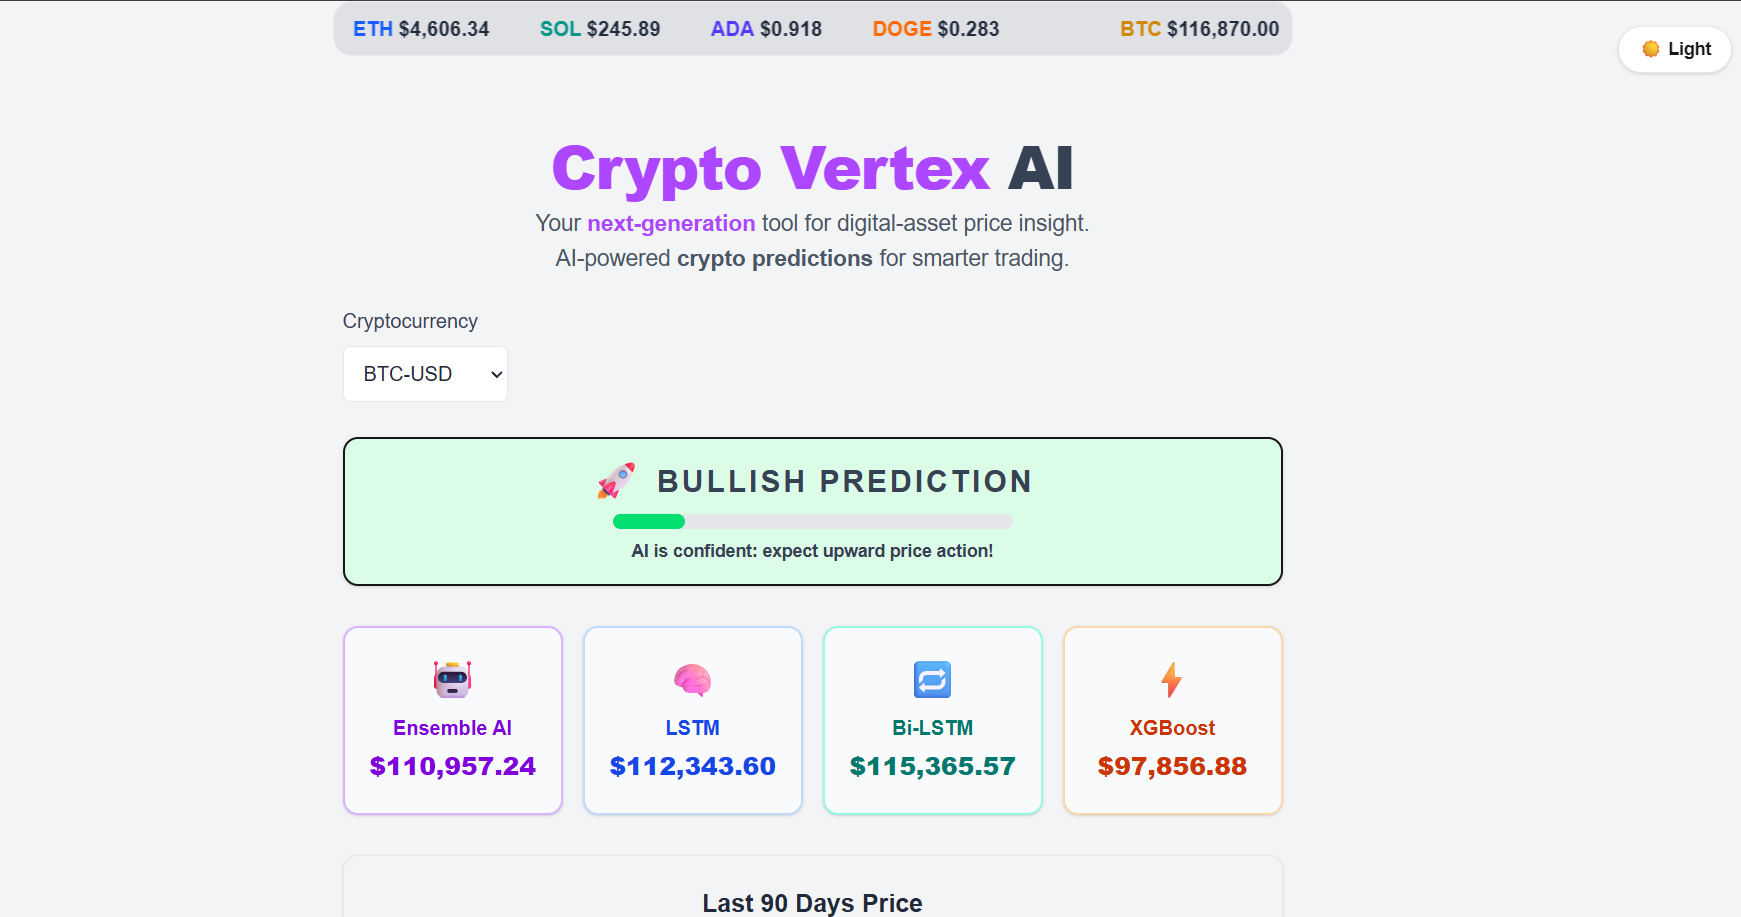 ETH $4,606.34 SOL $245.89 ADA $0.918 DOGE $0.283 BTC $116,870.00
Light
Crypto Vertex AI
Your next-generation tool for digital-asset price insight.
AI-powered crypto predictions for smarter trading.
Cryptocurrency
BTC-USD
BULLISH PREDICTION
AI is confident: expect upward price action!
Ensemble AI
$110,957.24
LSTM
$112,343.60
Bi-LSTM
$115,365.57
XGBoost
$97,856.88
Last 90 Days Price